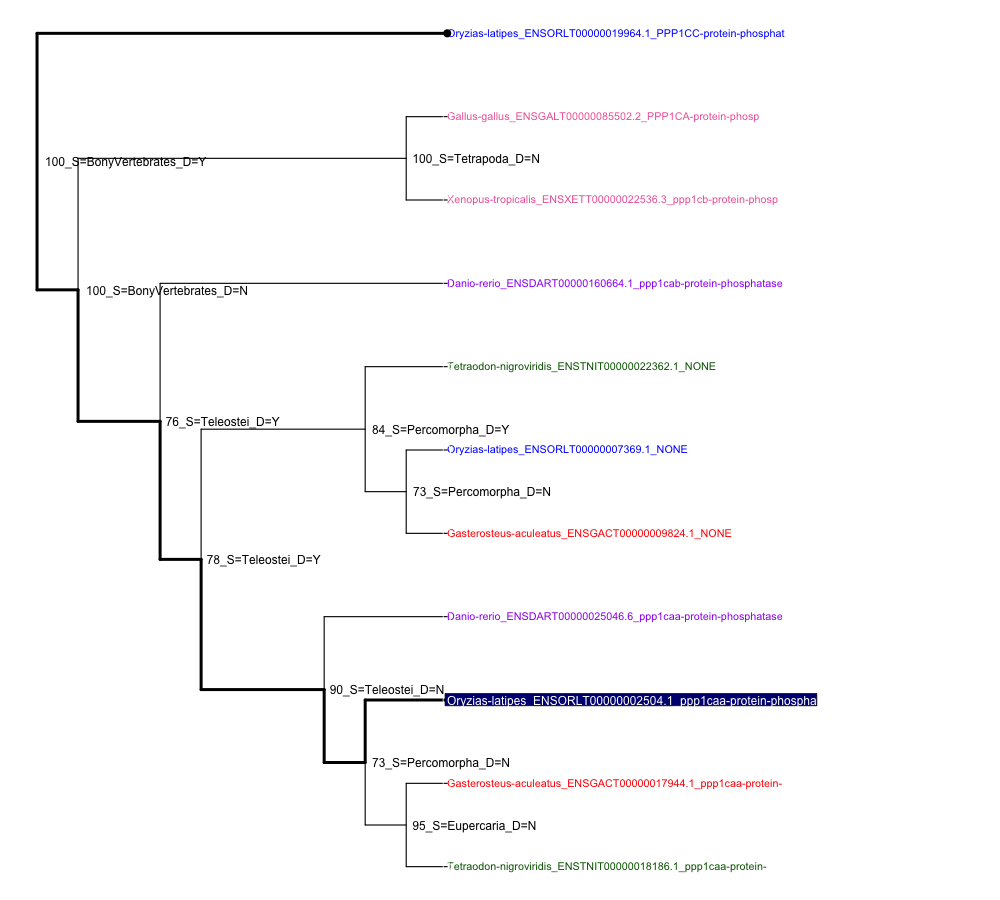 Oryzias-latipes_ENSORLT00000019964.1_PPP1CC-protein-phosphat
Gallus-gallus_ENSGALT00000085502.2_PPP1CA-protein-phosp
100_S=BonyVertebrates_D=Y
100_S=Tetrapoda_D=N
Xenopus-tropicalis_ENSXETT00000022536.3_ppp1cb-protein-phosp
Danio-rerio_ENSDART00000160664.1_ppp1cab-protein-phosphatase
100_S=BonyVertebrates_D=N
Tetraodon-nigroviridis_ENSTNIT00000022362.1_NONE
76_S=Teleostei_D=Y
84_S=Percomorpha_D=Y
Oryzias-latipes_ENSORLT00000007369.1_NONE
73_S=Percomorpha_D=N
Gasterosteus-aculeatus_ENSGACT00000009824.1_NONE
78_S=Teleostei_D=Y
Danio-rerio_ENSDART00000025046.6_ppp1caa-protein-phosphatase
90_S=Teleostei_D=N
Oryzias-latipes_ENSORLT00000002504.1_ppp1caa-protein-phospha
73_S=Percomorpha_D=N
Gasterosteus-aculeatus_ENSGACT00000017944.1_ppp1caa-protein-
95_S=Eupercaria_D=N
Tetraodon-nigroviridis_ENSTNIT00000018186.1_ppp1caa-protein-